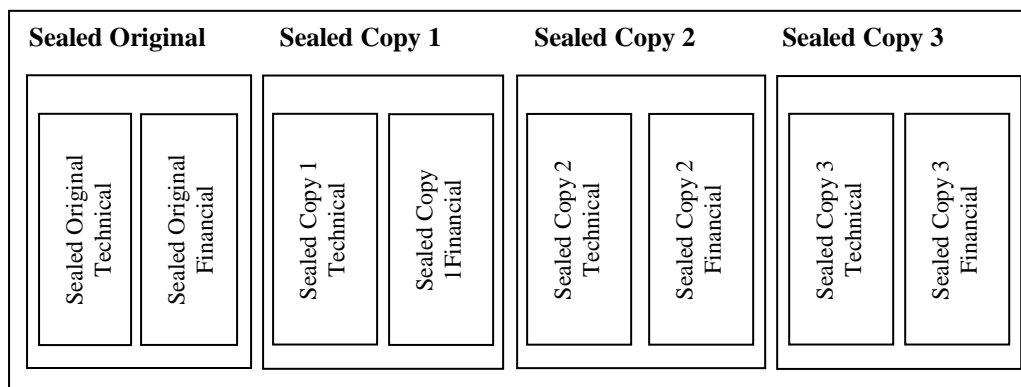 Sealed Original
Sealed Copy 1
Sealed Copy 2
Sealed Copy 3
Sealed Original
Technical
Sealed Original
Financial
Sealed Copy 1
Technical
Sealed Copy
1Financial
Sealed Copy 2
Technical
Sealed Copy 2
Financial
Sealed Copy 3
Technical
Sealed Copy 3
Financial